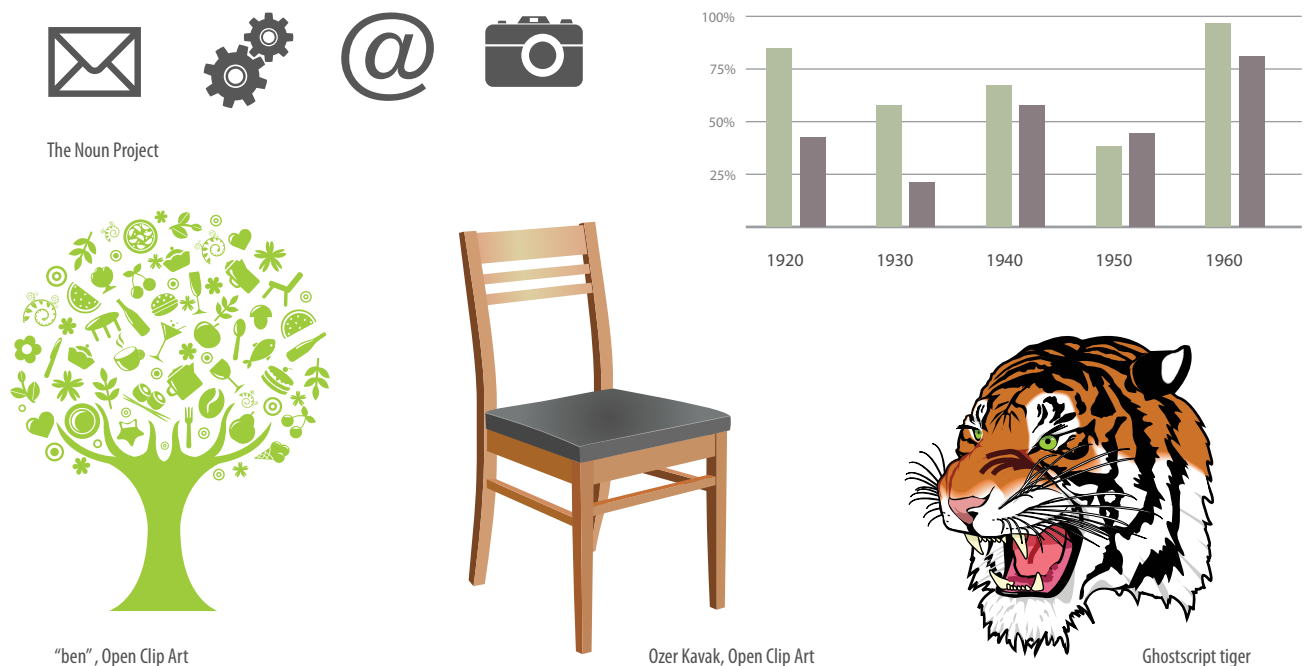 @
The Noun Project
100%
75%
50%
25%
1920 1930 1940 1950 1960
“ben” , Open Clip Art
Ozer Kavak, Open Clip Art
Ghostscript tiger